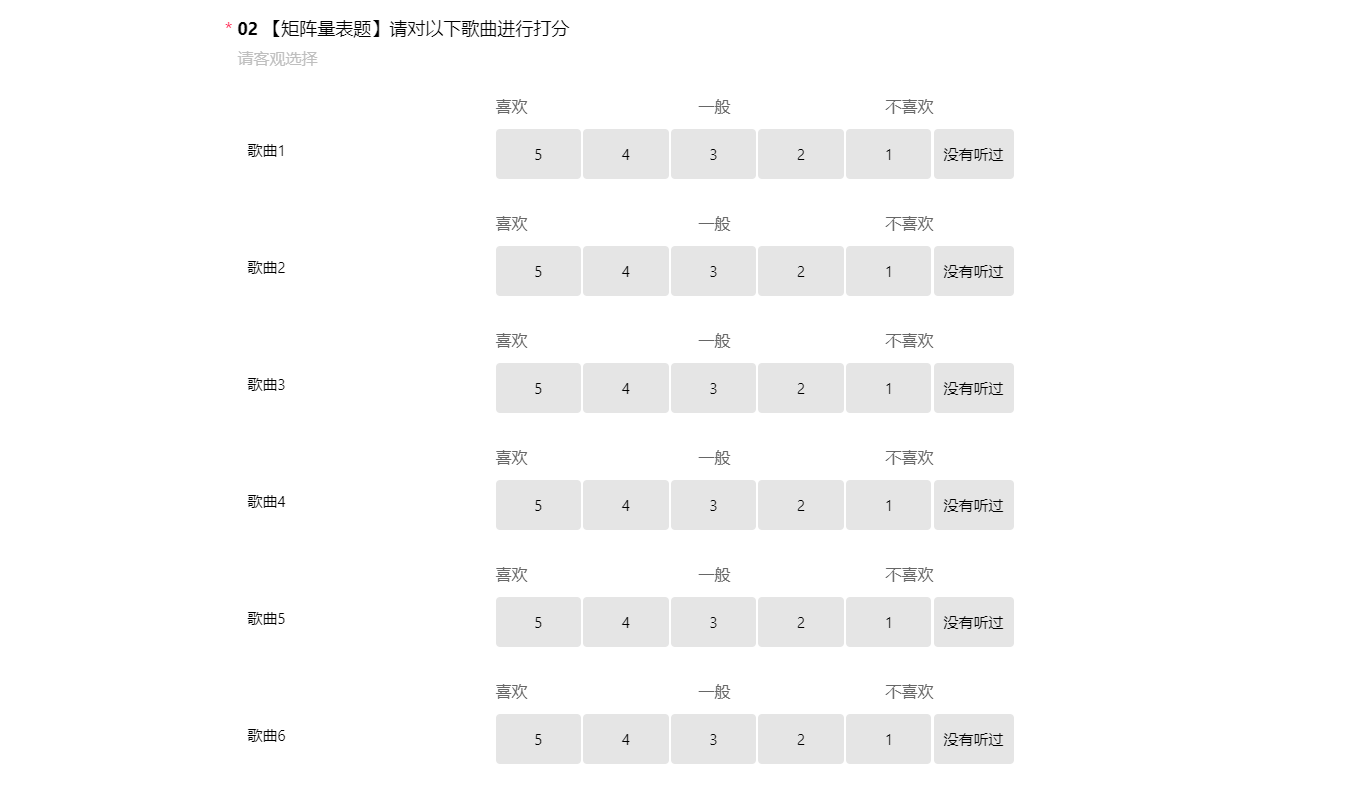 * 02 【矩阵量表题】请对以下歌曲进行打分
请客观选择
喜欢 一般 不喜欢
歌曲1 5 4 3 2 1 没有听过
喜欢 一般 不喜欢
歌曲2 5 4 3 2 1 没有听过
喜欢 一般 不喜欢
歌曲3 5 4 3 2 1 没有听过
喜欢 一般 不喜欢
歌曲4 5 4 3 2 1 没有听过
喜欢 一般 不喜欢
歌曲5 5 4 3 2 1 没有听过
喜欢 一般 不喜欢
歌曲6 5 4 3 2 1 没有听过